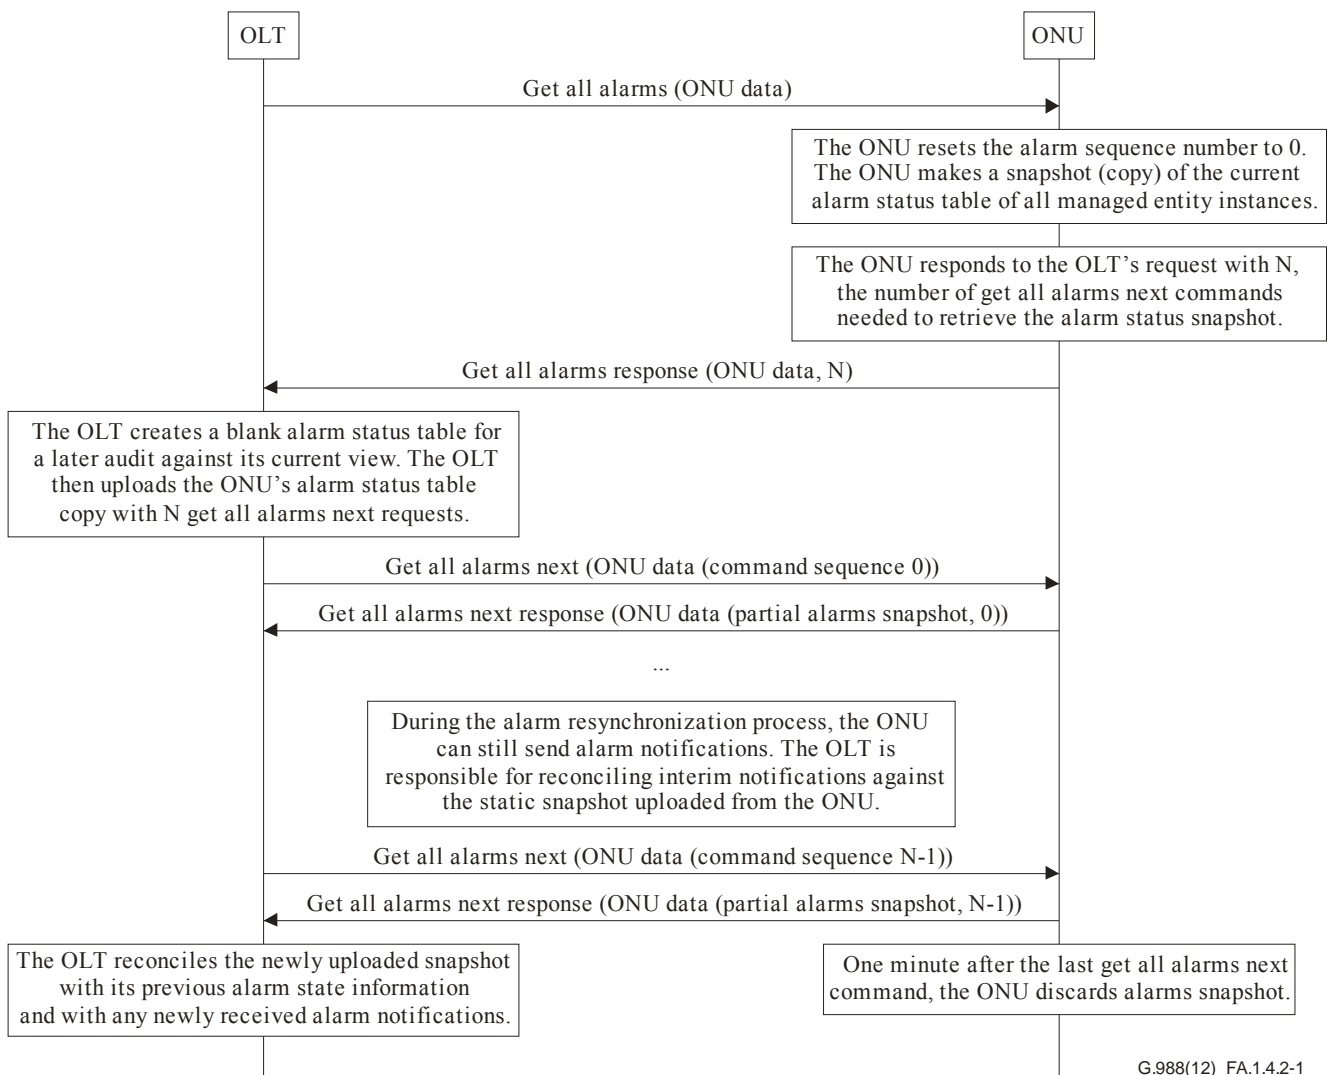 OLT
ONU
Get all alarms (ONU data)
The ONU resets the alarm sequence number to 0.
The ONU makes a snapshot (copy) of the current
alarm status table of all managed entity instances.
The ONU responds to the OLT’s request with N,
the number of get all alarms next commands
needed to retrieve the alarm status snapshot.
Get all alarms response (ONU data, N)
The OLT creates a blank alarm status table for
a later audit against its current view. The OLT
then uploads the ONU’s alarm status table
copy with N get all alarms next requests.
Get all alarms next (ONU data (command sequence 0))
Get all alarms next response (ONU data (partial alarms snapshot, 0))
...
During the alarm resynchronization process, the ONU
can still send alarm notifications. The OLT is
responsible for reconciling interim notifications against
the static snapshot uploaded from the ONU.
Get all alarms next (ONU data (command sequence N-1))
Get all alarms next response (ONU data (partial alarms snapshot, N-1))
The OLT reconciles the newly uploaded snapshot
with its previous alarm state information
and with any newly received alarm notifications.
One minute after the last get all alarms next
command, the ONU discards alarms snapshot.
G.988(12)_FA.1.4.2-1